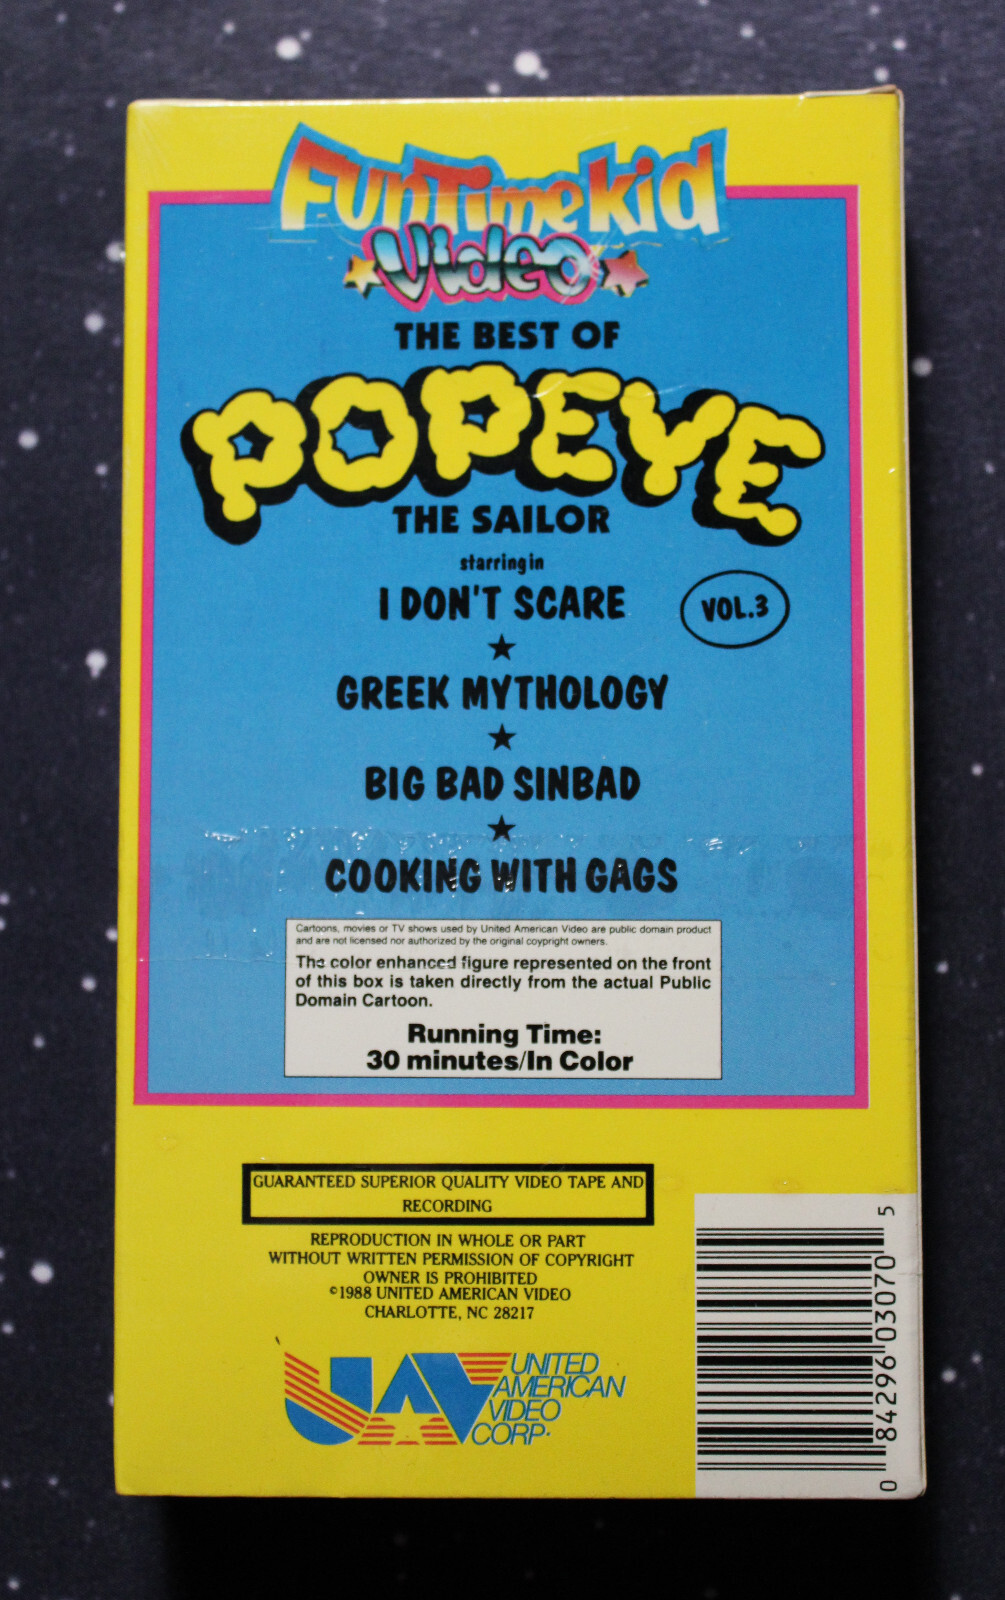 FunTime Kid
Video
THE BEST OF
POPEYE
THE SAILOR
starring in
I DON'T SCARE
VOL.3
★
GREEK MYTHOLOGY
★
BIG BAD SINBAD
★
COOKING WITH GAGS
Cartoons, movies or TV shows used by United American Video are public domain product
and are not licensed nor authorized by the original coypright owners.
The color enhanced figure represented on the front
of this box is taken directly from the actual Public
Domain Cartoon.
Running Time:
30 minutes/In Color
GUARANTEED SUPERIOR QUALITY VIDEO TAPE AND
RECORDING
REPRODUCTION IN WHOLE OR PART
WITHOUT WRITTEN PERMISSION OF COPYRIGHT
OWNER IS PROHIBITED
©1988 UNITED AMERICAN VIDEO
CHARLOTTE, NC 28217
UAV
UNITED
AMERICAN
VIDEO
CORP.
0 84296 03070 5